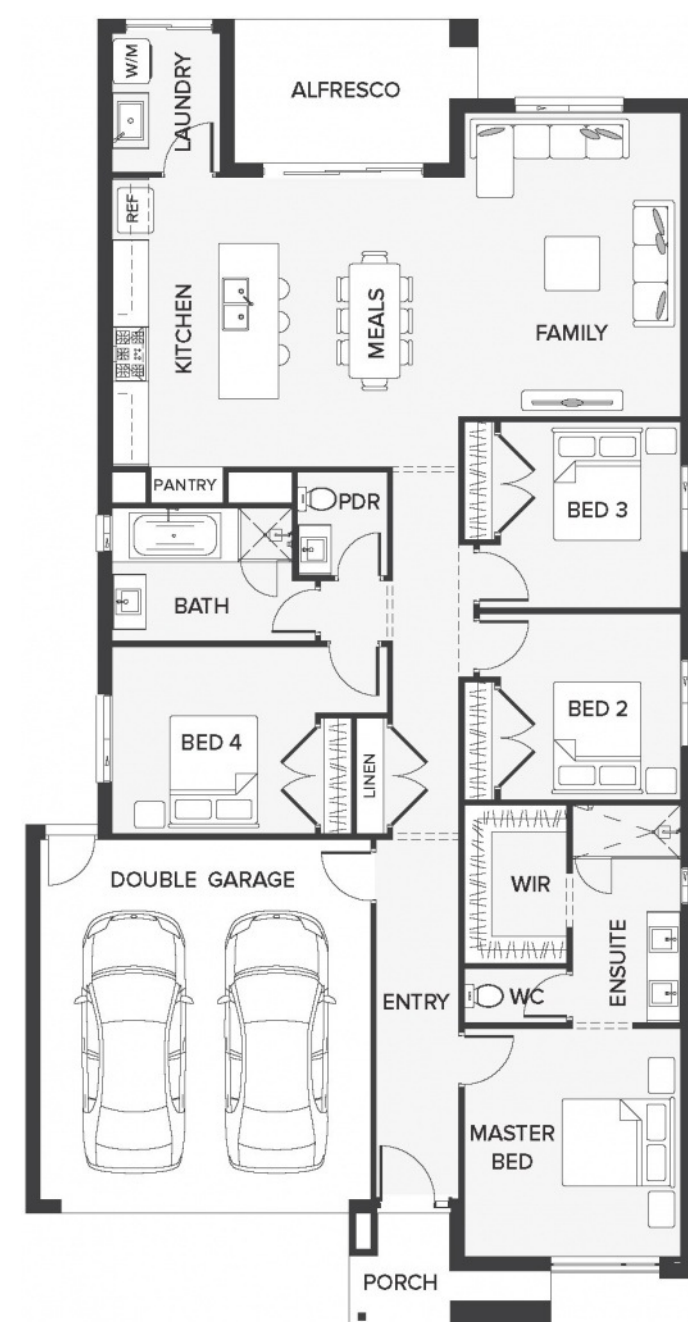 W/M
LAUNDRY
ALFRESCO
REF
KITCHEN
MEALS
FAMILY
PANTRY
PDR
BED 3
BATH
BED 4
LINEN
BED 2
DOUBLE GARAGE
WIR
ENSUITE
ENTRY
WC
MASTER
BED
PORCH